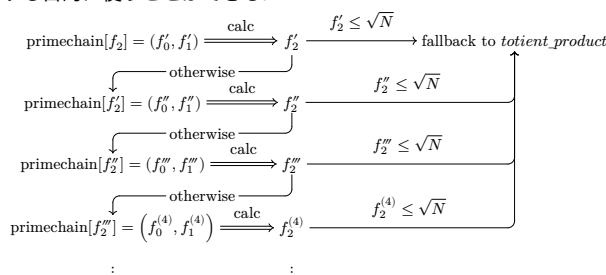 calc
f₂′ ≤ √N
primechain[f₂] = (f₀′, f₁′) ⟹ f₂′ → fallback to totient_product
otherwise
calc
f₂″ ≤ √N
primechain[f₂′] = (f₀″, f₁″) ⟹ f₂″
otherwise
calc
f₂‴ ≤ √N
primechain[f₂″] = (f₀‴, f₁‴) ⟹ f₂‴
otherwise
calc
f₂⁽⁴⁾ ≤ √N
primechain[f₂‴] = (f₀⁽⁴⁾, f₁⁽⁴⁾) ⟹ f₂⁽⁴⁾
⋮ ⋮